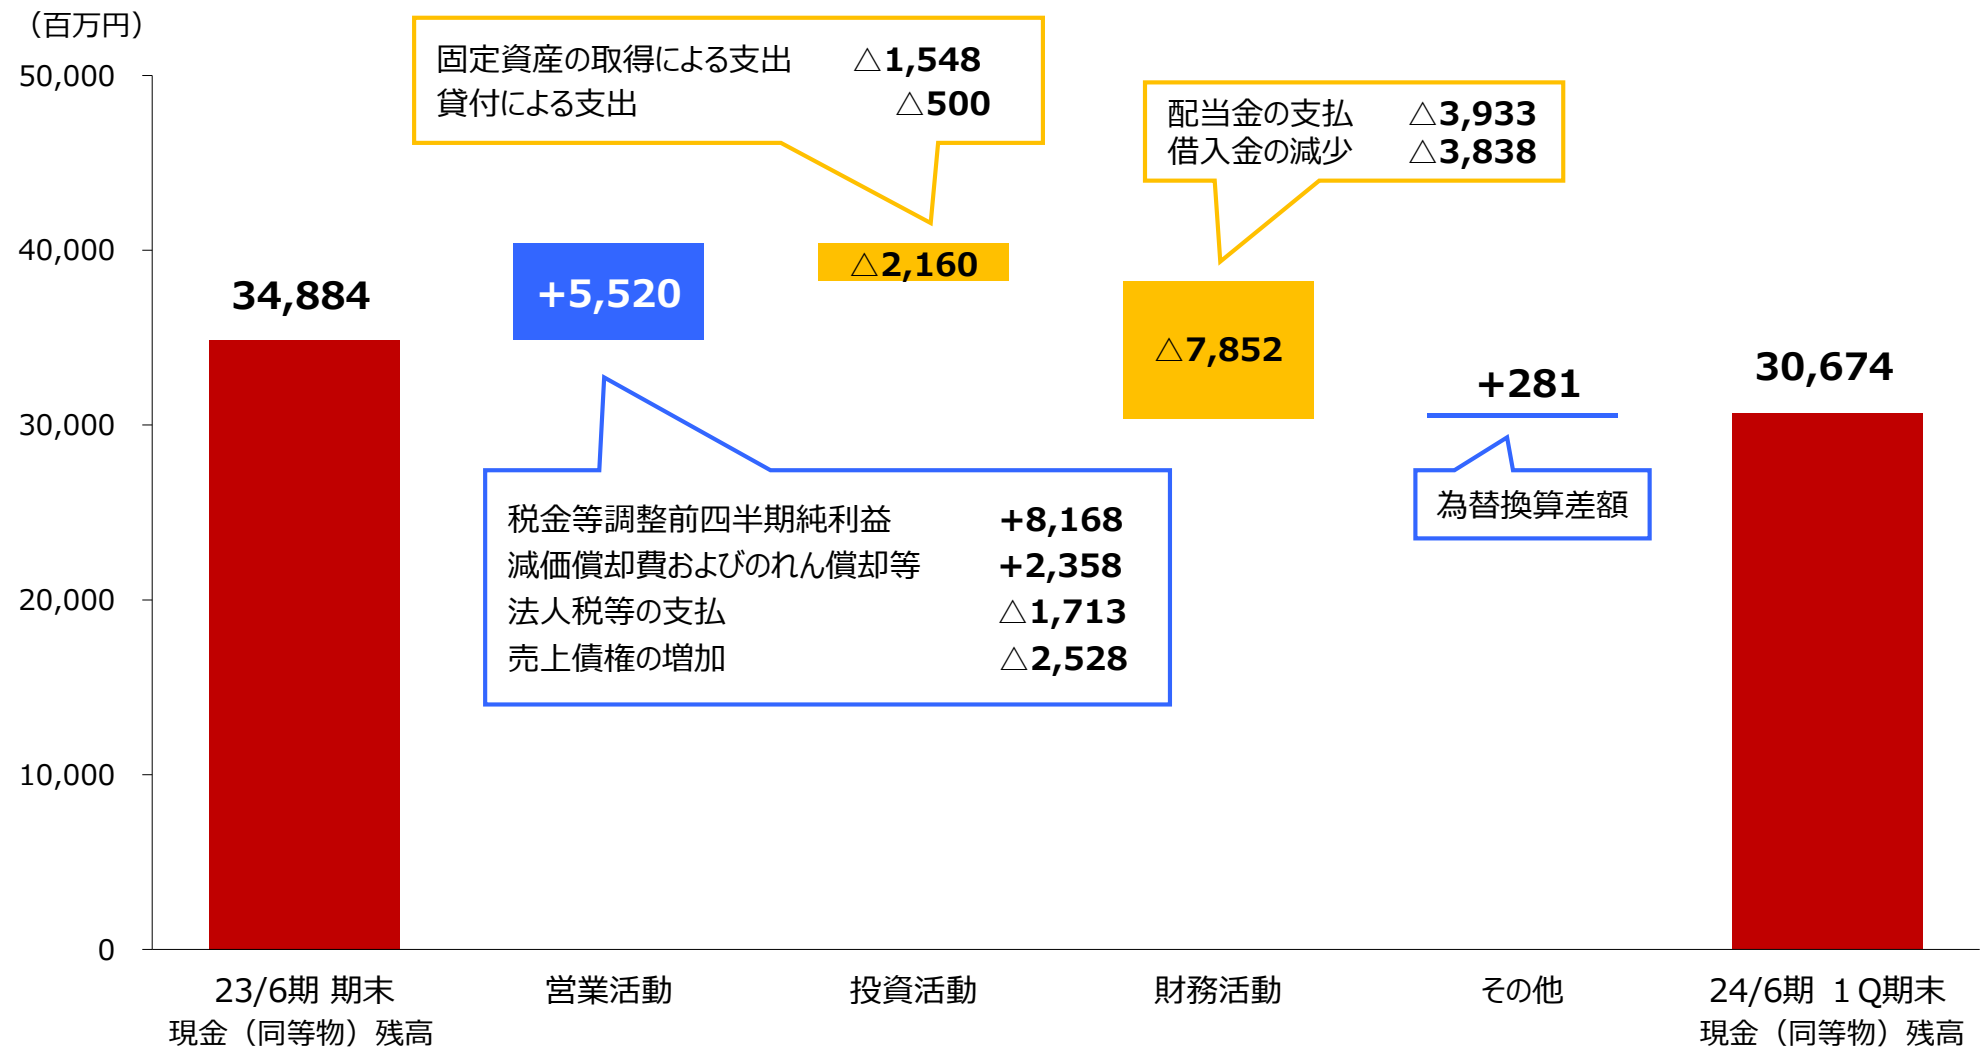 （百万円）
50,000
40,000
30,000
20,000
10,000
0
固定資産の取得による支出 △1,548
貸付による支出 △500
配当金の支払 △3,933
借入金の減少 △3,838
34,884
+5,520
△2,160
△7,852
+281
30,674
税金等調整前四半期純利益 +8,168
減価償却費およびのれん償却等 +2,358
法人税等の支払 △1,713
売上債権の増加 △2,528
為替換算差額
23/6期 期末
現金（同等物）残高
営業活動
投資活動
財務活動
その他
24/6期 １Q期末
現金（同等物）残高